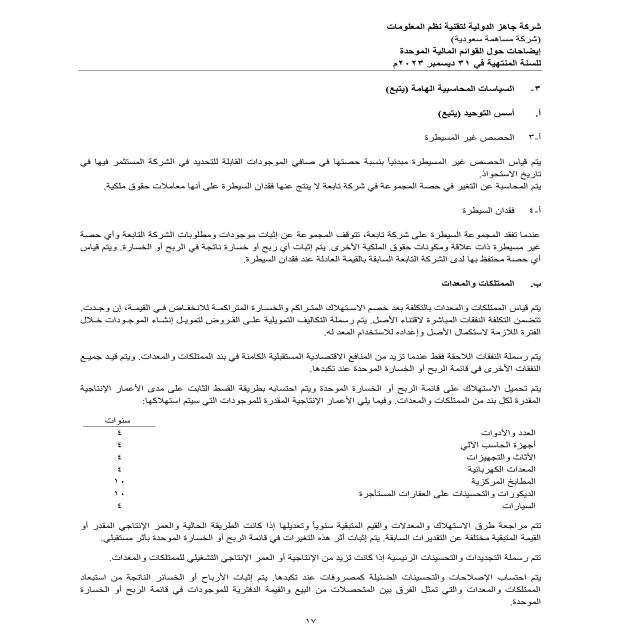 شركة جاهز الدولية لتقنية نظم المعلومات
(شركة مساهمة سعودية)
إيضاحات حول القوائم المالية الموحدة
للسنة المنتهية في ٣١ ديسمبر ٢٠٢٣م
٣- السياسات المحاسبية الهامة (يتبع)
أ. أسس التوحيد (يتبع)
أ-٣ الحصص غير المسيطرة
يتم قياس الحصص غير المسيطرة مبدئياً بنسبة حصتها في صافي الموجودات القابلة للتحديد في الشركة المستثمر فيها في
تاريخ الاستحواذ.
يتم المحاسبة عن التغير في حصة المجموعة في شركة تابعة لا ينتج عنها فقدان السيطرة على أنها معاملات حقوق ملكية.
أ-٤ فقدان السيطرة
عندما تفقد المجموعة السيطرة على شركة تابعة، تتوقف المجموعة عن إثبات موجودات ومطلوبات الشركة التابعة وأي حصة
غير مسيطرة ذات علاقة ومكونات حقوق الملكية الأخرى. يتم إثبات أي ربح أو خسارة ناتجة في الربح أو الخسارة. ويتم قياس
أي حصة محتفظ بها لدى الشركة التابعة السابقة بالقيمة العادلة عند فقدان السيطرة.
ب. الممتلكات والمعدات
يتم قياس الممتلكات والمعدات بالتكلفة بعد خصم الاستهلاك المتراكم والخسارة المتراكمة للانخفاض في القيمة، إن وجدت.
تتضمن التكلفة النفقات المباشرة لاقتناء الأصل. يتم رسملة التكاليف التمويلية على القروض لتمويل إنشاء الموجودات خلال
الفترة اللازمة لاستكمال الأصل وإعداده للاستخدام المعد له.
يتم رسملة النفقات اللاحقة فقط عندما تزيد من المنافع الاقتصادية المستقبلية الكامنة في بند الممتلكات والمعدات. ويتم قيد جميع
النفقات الأخرى في قائمة الربح أو الخسارة الموحدة عند تكبدها.
يتم تحميل الاستهلاك على قائمة الربح أو الخسارة الموحدة ويتم احتسابه بطريقة القسط الثابت على مدى الأعمار الإنتاجية
المقدرة لكل بند من الممتلكات والمعدات. وفيما يلي الأعمار الإنتاجية المقدرة للموجودات التي سيتم استهلاكها:
سنوات
العدد والأدوات ٤
أجهزة الحاسب الآلي ٤
الأثاث والتجهيزات ٤
المعدات الكهربائية ٤
المطابخ المركزية ١٠
الديكورات والتحسينات على العقارات المستأجرة ١٠
السيارات ٤
تتم مراجعة طرق الاستهلاك والمعدلات والقيم المتبقية سنوياً وتعديلها إذا كانت الطريقة الحالية والعمر الإنتاجي المقدر أو
القيمة المتبقية مختلفة عن التقديرات السابقة. يتم إثبات أثر هذه التغيرات في قائمة الربح أو الخسارة الموحدة بأثر مستقبلي.
تتم رسملة التجديدات والتحسينات الرئيسية إذا كانت تزيد من الإنتاجية أو العمر الإنتاجي التشغيلي للممتلكات والمعدات.
يتم احتساب الإصلاحات والتحسينات الضئيلة كمصروفات عند تكبدها. يتم إثبات الأرباح أو الخسائر الناتجة من استبعاد
الممتلكات والمعدات والتي تمثل الفرق بين المتحصلات من البيع والقيمة الدفترية للموجودات في قائمة الربح أو الخسارة
الموحدة.
١٧